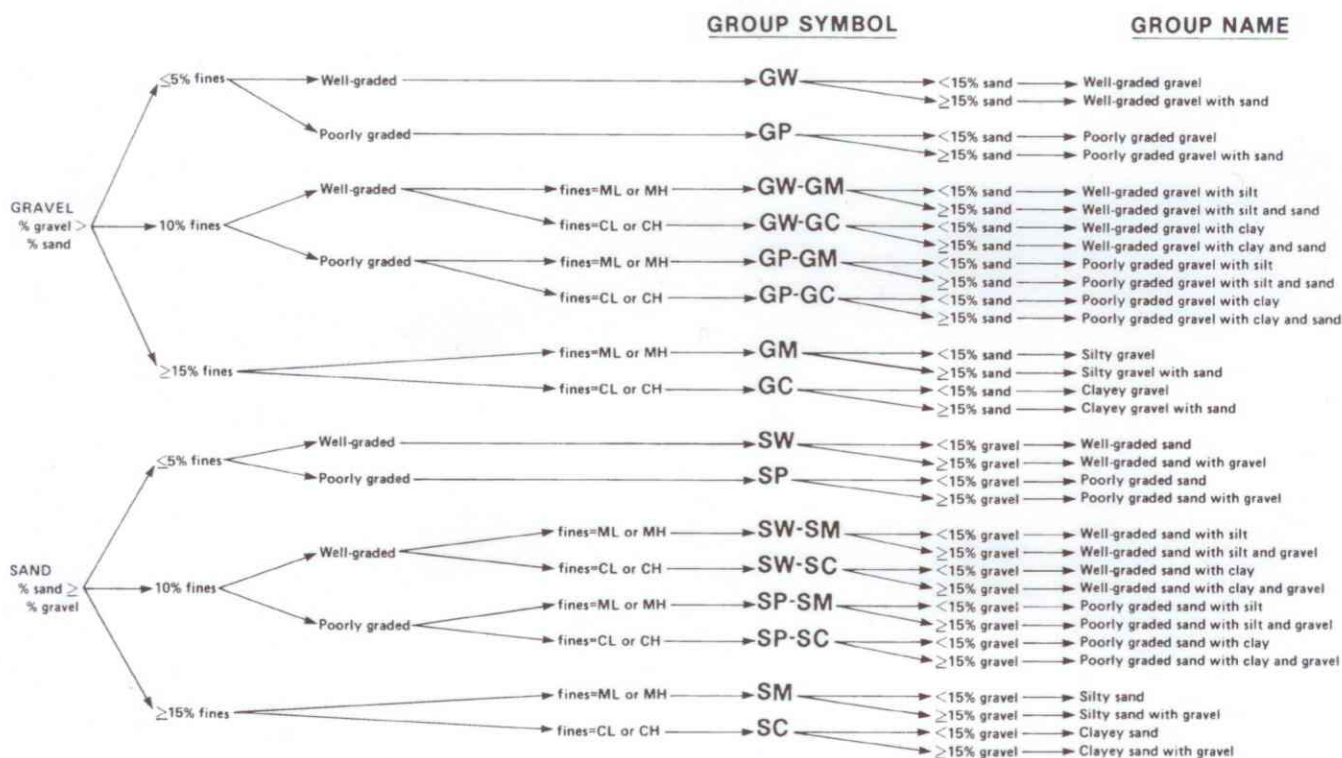 GROUP SYMBOL GROUP NAME
≤5% fines Well-graded GW <15% sand Well-graded gravel
≥15% sand Well-graded gravel with sand
Poorly graded GP <15% sand Poorly graded gravel
≥15% sand Poorly graded gravel with sand
Well-graded fines=ML or MH GW-GM <15% sand Well-graded gravel with silt
≥15% sand Well-graded gravel with silt and sand
GRAVEL
% gravel >
% sand
10% fines fines=CL or CH GW-GC <15% sand Well-graded gravel with clay
≥15% sand Well-graded gravel with clay and sand
Poorly graded fines=ML or MH GP-GM <15% sand Poorly graded gravel with silt
≥15% sand Poorly graded gravel with silt and sand
fines=CL or CH GP-GC <15% sand Poorly graded gravel with clay
≥15% sand Poorly graded gravel with clay and sand
≥15% fines fines=ML or MH GM <15% sand Silty gravel
≥15% sand Silty gravel with sand
fines=CL or CH GC <15% sand Clayey gravel
≥15% sand Clayey gravel with sand
≤5% fines Well-graded SW <15% gravel Well-graded sand
≥15% gravel Well-graded sand with gravel
Poorly graded SP <15% gravel Poorly graded sand
≥15% gravel Poorly graded sand with gravel
Well-graded fines=ML or MH SW-SM <15% gravel Well-graded sand with silt
≥15% gravel Well-graded sand with silt and gravel
SAND
% sand ≥
% gravel
10% fines fines=CL or CH SW-SC <15% gravel Well-graded sand with clay
≥15% gravel Well-graded sand with clay and gravel
Poorly graded fines=ML or MH SP-SM <15% gravel Poorly graded sand with silt
≥15% gravel Poorly graded sand with silt and gravel
fines=CL or CH SP-SC <15% gravel Poorly graded sand with clay
≥15% gravel Poorly graded sand with clay and gravel
≥15% fines fines=ML or MH SM <15% gravel Silty sand
≥15% gravel Silty sand with gravel
fines=CL or CH SC <15% gravel Clayey sand
≥15% gravel Clayey sand with gravel